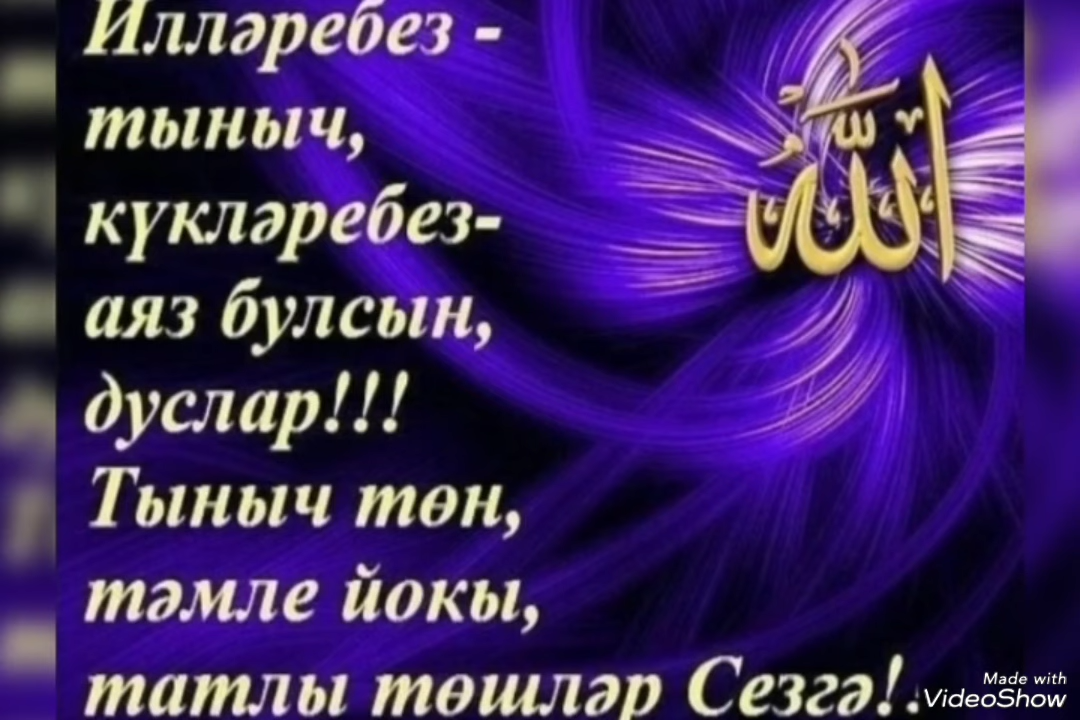 Илләребез -
тыныч,
күкләребез-
аяз булсын,
дуслар!!!
Тыныч төн,
тәмле йокы,
татлы төшләр Сезгә!.
الله
Made with
VideoShow